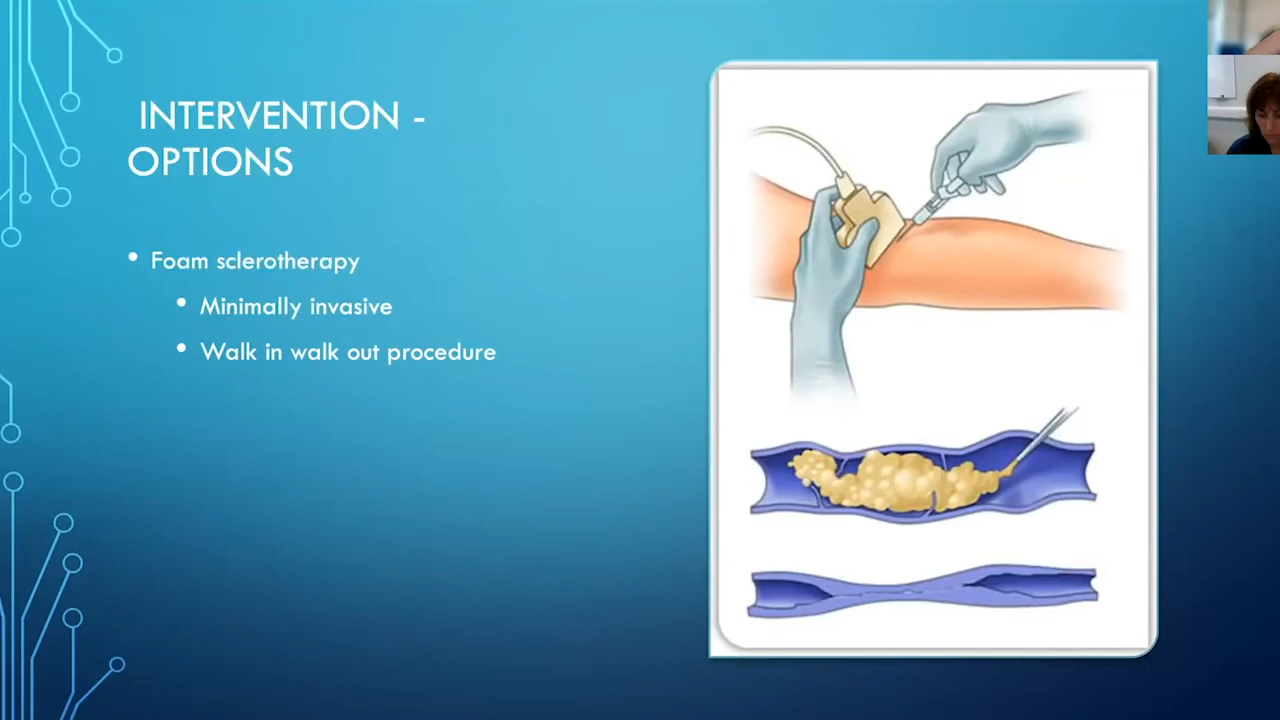 INTERVENTION -
OPTIONS
• Foam sclerotherapy
• Minimally invasive
• Walk in walk out procedure